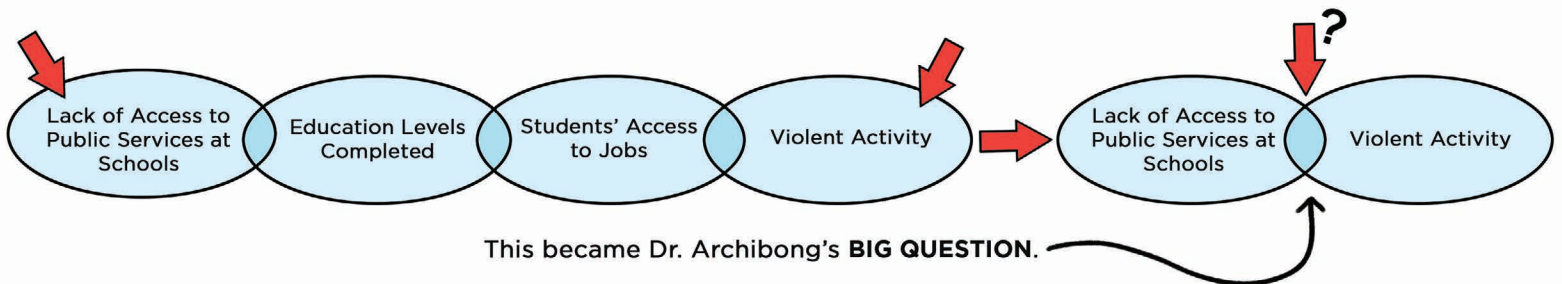 ?
Lack of Access to
Public Services at
Schools
Education Levels
Completed
Students’ Access
to Jobs
Violent Activity
Lack of Access to
Public Services at
Schools
Violent Activity
This became Dr. Archibong’s BIG QUESTION.